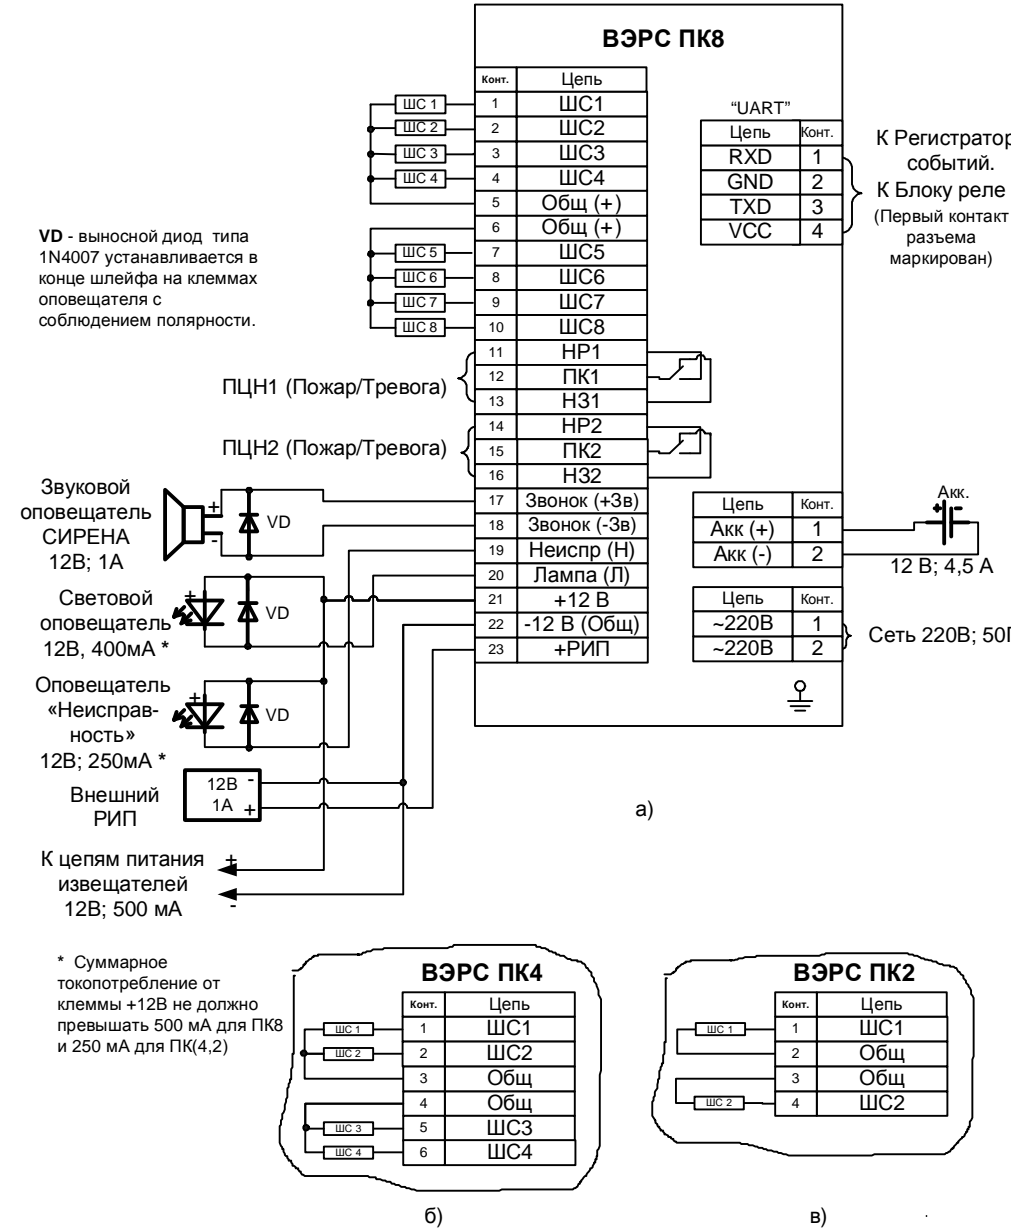 ВЭРС ПК8
Конт. Цепь
ШС 1 1 ШС1
ШС 2 2 ШС2
ШС 3 3 ШС3
ШС 4 4 ШС4
5 Общ (+)
6 Общ (+)
ШС 5 7 ШС5
ШС 6 8 ШС6
ШС 7 9 ШС7
ШС 8 10 ШС8
11 НР1
12 ПК1
13 НЗ1
14 НР2
15 ПК2
16 НЗ2
17 Звонок (+Зв)
18 Звонок (-Зв)
19 Неиспр (Н)
20 Лампа (Л)
21 +12 В
22 -12 В (Общ)
23 +РИП
"UART"
Цепь Конт.
RXD 1
GND 2
TXD 3
VCC 4
К Регистратор
событий.
К Блоку реле
(Первый контакт
разъема
маркирован)
VD - выносной диод типа
1N4007 устанавливается в
конце шлейфа на клеммах
оповещателя с
соблюдением полярности.
ПЦН1 (Пожар/Тревога)
ПЦН2 (Пожар/Тревога)
Звуковой
оповещатель
СИРЕНА
12В; 1А
+
-
VD
Световой
оповещатель
12В, 400мА *
+
VD
Оповещатель
«Неисправ-
ность»
12В; 250мА *
+
VD
Внешний
РИП
12В -
1А +
К цепям питания
извещателей
12В; 500 мА
+
-
Цепь Конт.
Акк (+) 1
Акк (-) 2
Акк.
+ -
12 В; 4,5 А
Цепь Конт.
~220В 1
~220В 2
Сеть 220В; 50
а)
* Суммарное
токопотребление от
клеммы +12В не должно
превышать 500 мА для ПК8
и 250 мА для ПК(4,2)
ВЭРС ПК4
Конт. Цепь
ШС 1 1 ШС1
ШС 2 2 ШС2
3 Общ
4 Общ
ШС 3 5 ШС3
ШС 4 6 ШС4
б)
ВЭРС ПК2
Конт. Цепь
ШС 1 1 ШС1
2 Общ
3 Общ
ШС 2 4 ШС2
в)